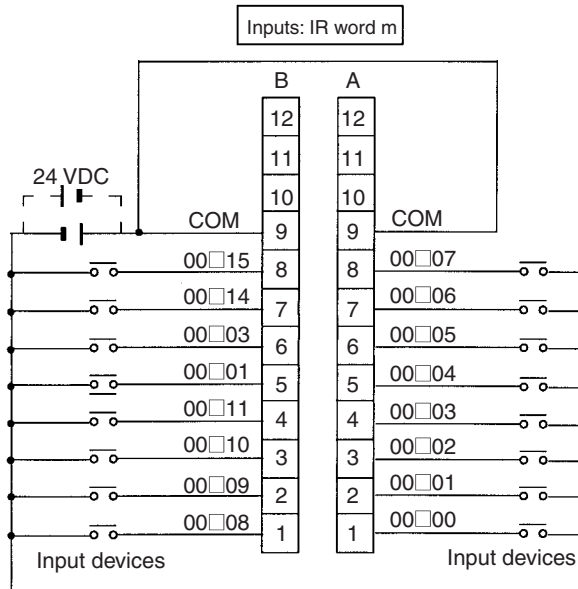 Inputs: IR word m
B A
12 12
11 11
24 VDC
10 10
COM 9 9 COM
00□15 8 8 00□07
00□14 7 7 00□06
00□03 6 6 00□05
00□01 5 5 00□04
00□11 4 4 00□03
00□10 3 3 00□02
00□09 2 2 00□01
00□08 1 1 00□00
Input devices Input devices